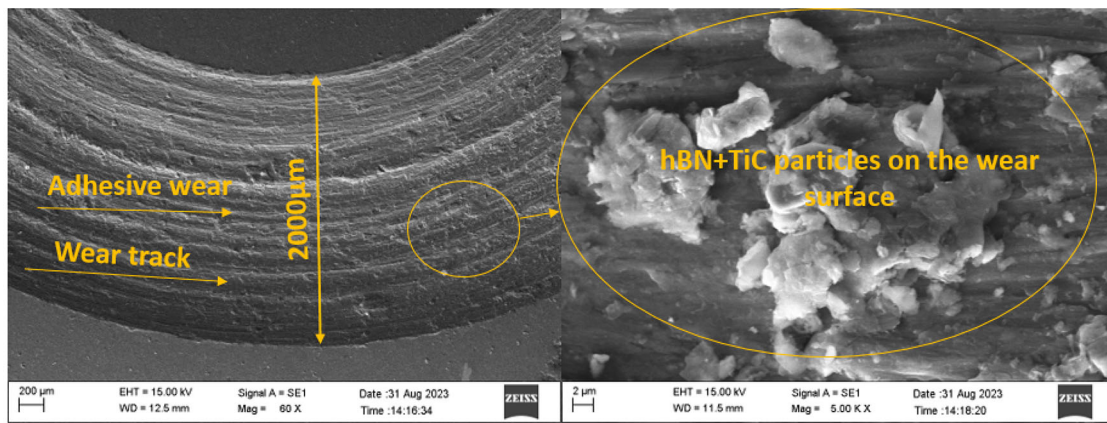 Adhesive wear
Wear track
2000µm
hBN+TiC particles on the wear
surface
200 µm
EHT = 15.00 kV
WD = 12.5 mm
Signal A = SE1
Mag = 60 X
Date :31 Aug 2023
Time :14:16:34
ZEISS
2 µm
EHT = 15.00 kV
WD = 11.5 mm
Signal A = SE1
Mag = 5.00 K X
Date :31 Aug 2023
Time :14:18:20
ZEISS